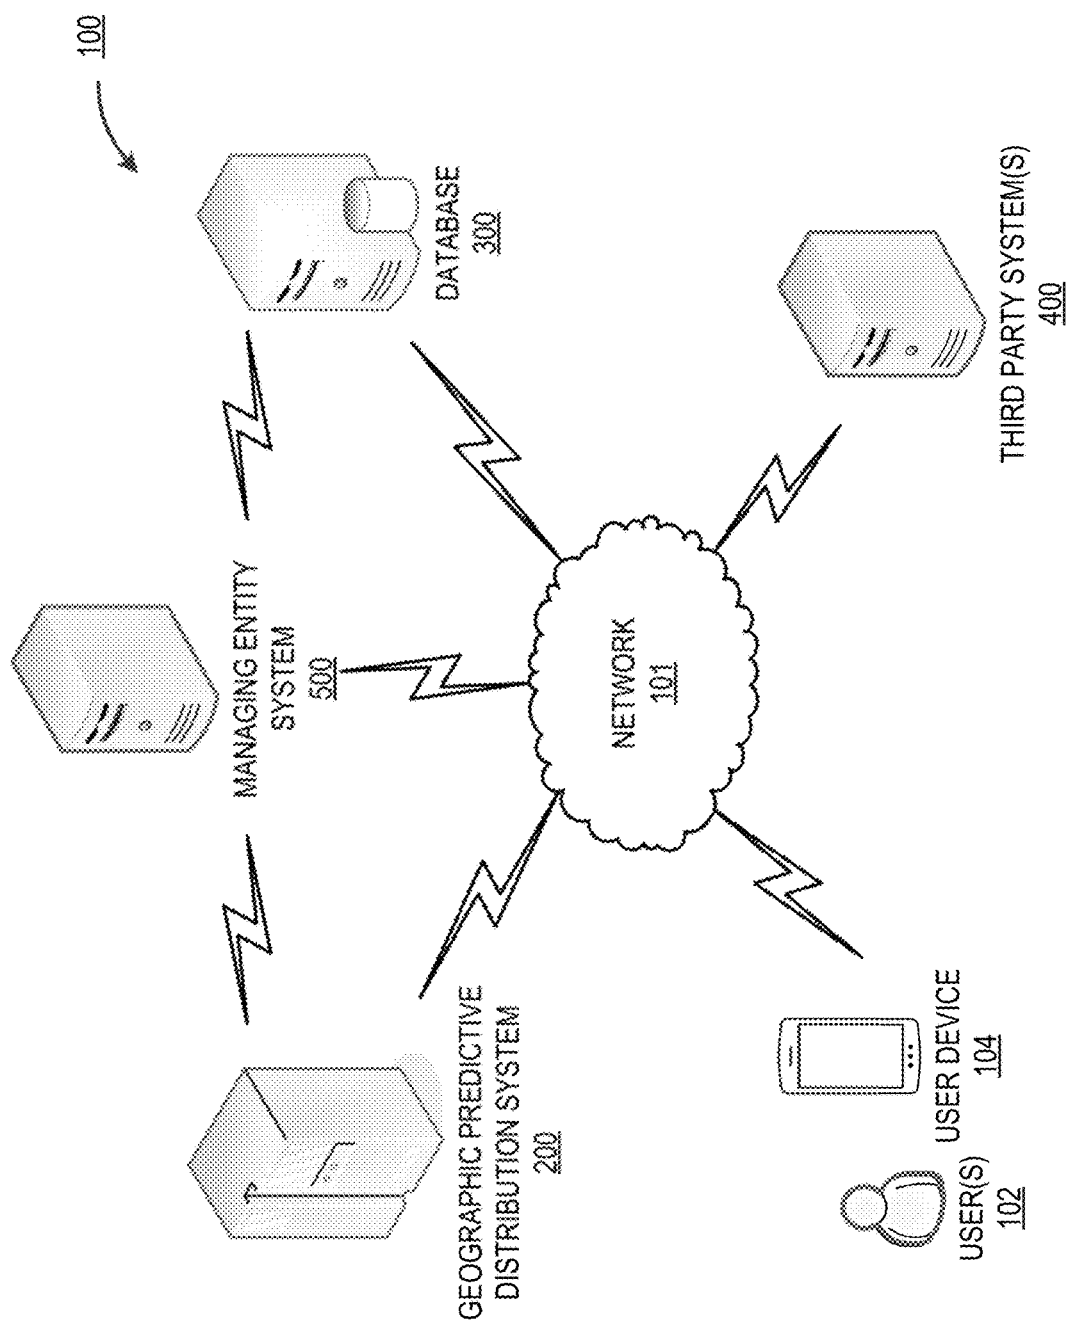 100
MANAGING ENTITY
SYSTEM
500
GEOGRAPHIC PREDICTIVE
DISTRIBUTION SYSTEM
200
DATABASE
300
NETWORK
101
USER(S)
102
USER DEVICE
104
THIRD PARTY SYSTEM(S)
400